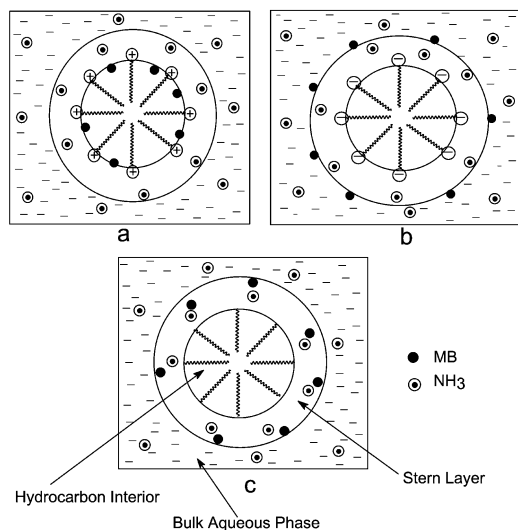 a
b
MB
NH3
c
Stern Layer
Hydrocarbon Interior
Bulk Aqueous Phase